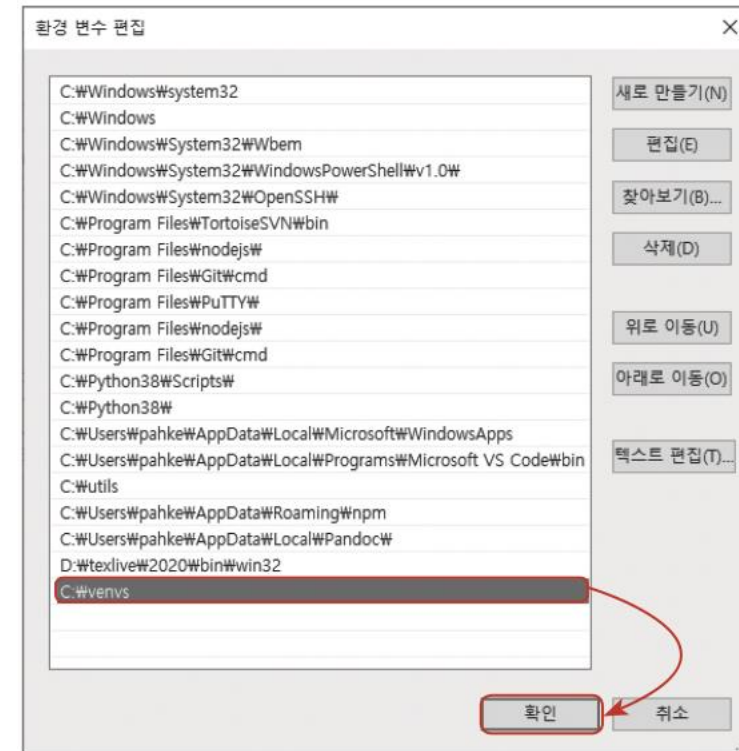 환경 변수 편집
C:₩Windows₩system32
C:₩Windows
C:₩Windows₩System32₩Wbem
C:₩Windows₩System32₩WindowsPowerShell₩v1.0₩
C:₩Windows₩System32₩OpenSSH₩
C:₩Program Files₩TortoiseSVN₩bin
C:₩Program Files₩nodejs₩
C:₩Program Files₩Git₩cmd
C:₩Program Files₩PuTTY₩
C:₩Program Files₩nodejs₩
C:₩Program Files₩Git₩cmd
C:₩Python38₩Scripts₩
C:₩Python38₩
C:₩Users₩pahke₩AppData₩Local₩Microsoft₩WindowsApps
C:₩Users₩pahke₩AppData₩Local₩Programs₩Microsoft VS Code₩bin
C:₩utils
C:₩Users₩pahke₩AppData₩Roaming₩npm
C:₩Users₩pahke₩AppData₩Local₩Pandoc₩
D:₩texlive₩2020₩bin₩win32
C:₩venvs
새로 만들기(N)
편집(E)
찾아보기(B)...
삭제(D)
위로 이동(U)
아래로 이동(O)
텍스트 편집(T)...
확인
취소